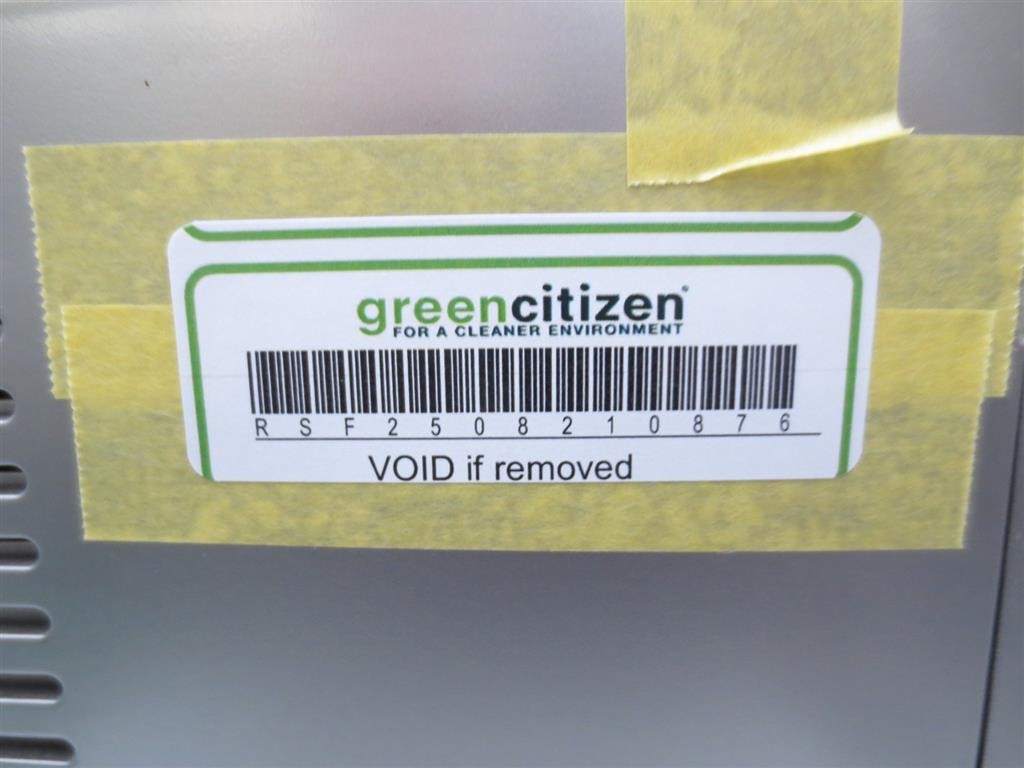 greencitizen
FOR A CLEANER ENVIRONMENT
RSF2508210876
VOID if removed